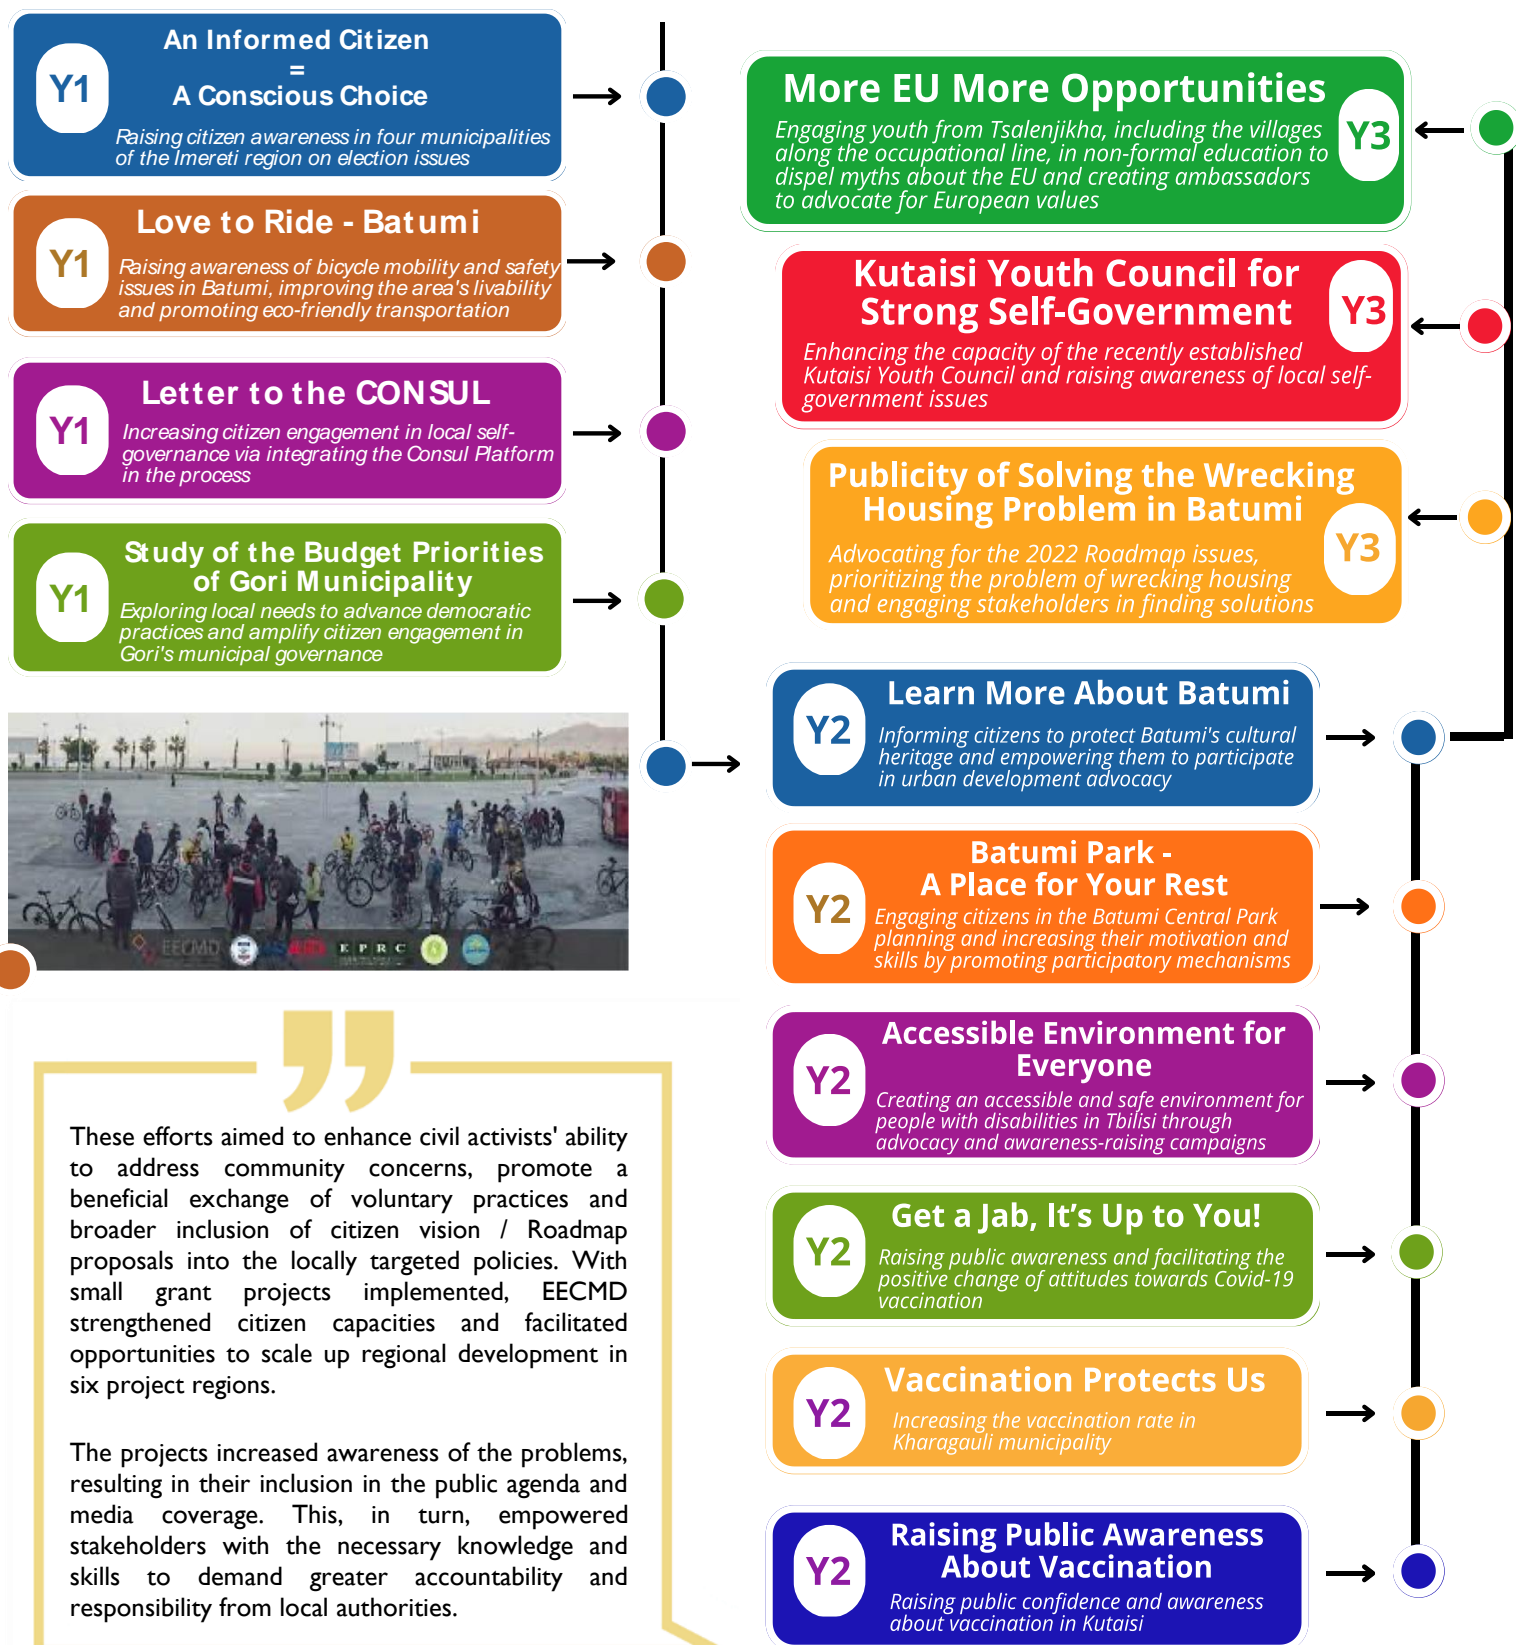 An Informed Citizen
=
A Conscious Choice
Y1
Raising citizen awareness in four municipalities
of the Imereti region on election issues
Love to Ride - Batumi
Y1
Raising awareness of bicycle mobility and safety
issues in Batumi, improving the area's livability
and promoting eco-friendly transportation
Letter to the CONSUL
Y1
Increasing citizen engagement in local self-
governance via integrating the Consul Platform
in the process
Study of the Budget Priorities
of Gori Municipality
Y1
Exploring local needs to advance democratic
practices and amplify citizen engagement in
Gori's municipal governance
EECMD
EPRC
”
These efforts aimed to enhance civil activists' ability
to address community concerns, promote a
beneficial exchange of voluntary practices and
broader inclusion of citizen vision / Roadmap
proposals into the locally targeted policies. With
small grant projects implemented, EECMD
strengthened citizen capacities and facilitated
opportunities to scale up regional development in
six project regions.
The projects increased awareness of the problems,
resulting in their inclusion in the public agenda and
media coverage. This, in turn, empowered
stakeholders with the necessary knowledge and
skills to demand greater accountability and
responsibility from local authorities.
More EU More Opportunities
Y3
Engaging youth from Tsalenjikha, including the villages
along the occupational line, in non-formal education to
dispel myths about the EU and creating ambassadors
to advocate for European values
Kutaisi Youth Council for
Strong Self-Government
Y3
Enhancing the capacity of the recently established
Kutaisi Youth Council and raising awareness of local self-
government issues
Publicity of Solving the Wrecking
Housing Problem in Batumi
Y3
Advocating for the 2022 Roadmap issues,
prioritizing the problem of wrecking housing
and engaging stakeholders in finding solutions
Learn More About Batumi
Y2
Informing citizens to protect Batumi's cultural
heritage and empowering them to participate
in urban development advocacy
Batumi Park -
A Place for Your Rest
Y2
Engaging citizens in the Batumi Central Park
planning and increasing their motivation and
skills by promoting participatory mechanisms
Accessible Environment for
Everyone
Y2
Creating an accessible and safe environment for
people with disabilities in Tbilisi through
advocacy and awareness-raising campaigns
Get a Jab, It’s Up to You!
Y2
Raising public awareness and facilitating the
positive change of attitudes towards Covid-19
vaccination
Vaccination Protects Us
Y2
Increasing the vaccination rate in
Kharagauli municipality
Raising Public Awareness
About Vaccination
Y2
Raising public confidence and awareness
about vaccination in Kutaisi